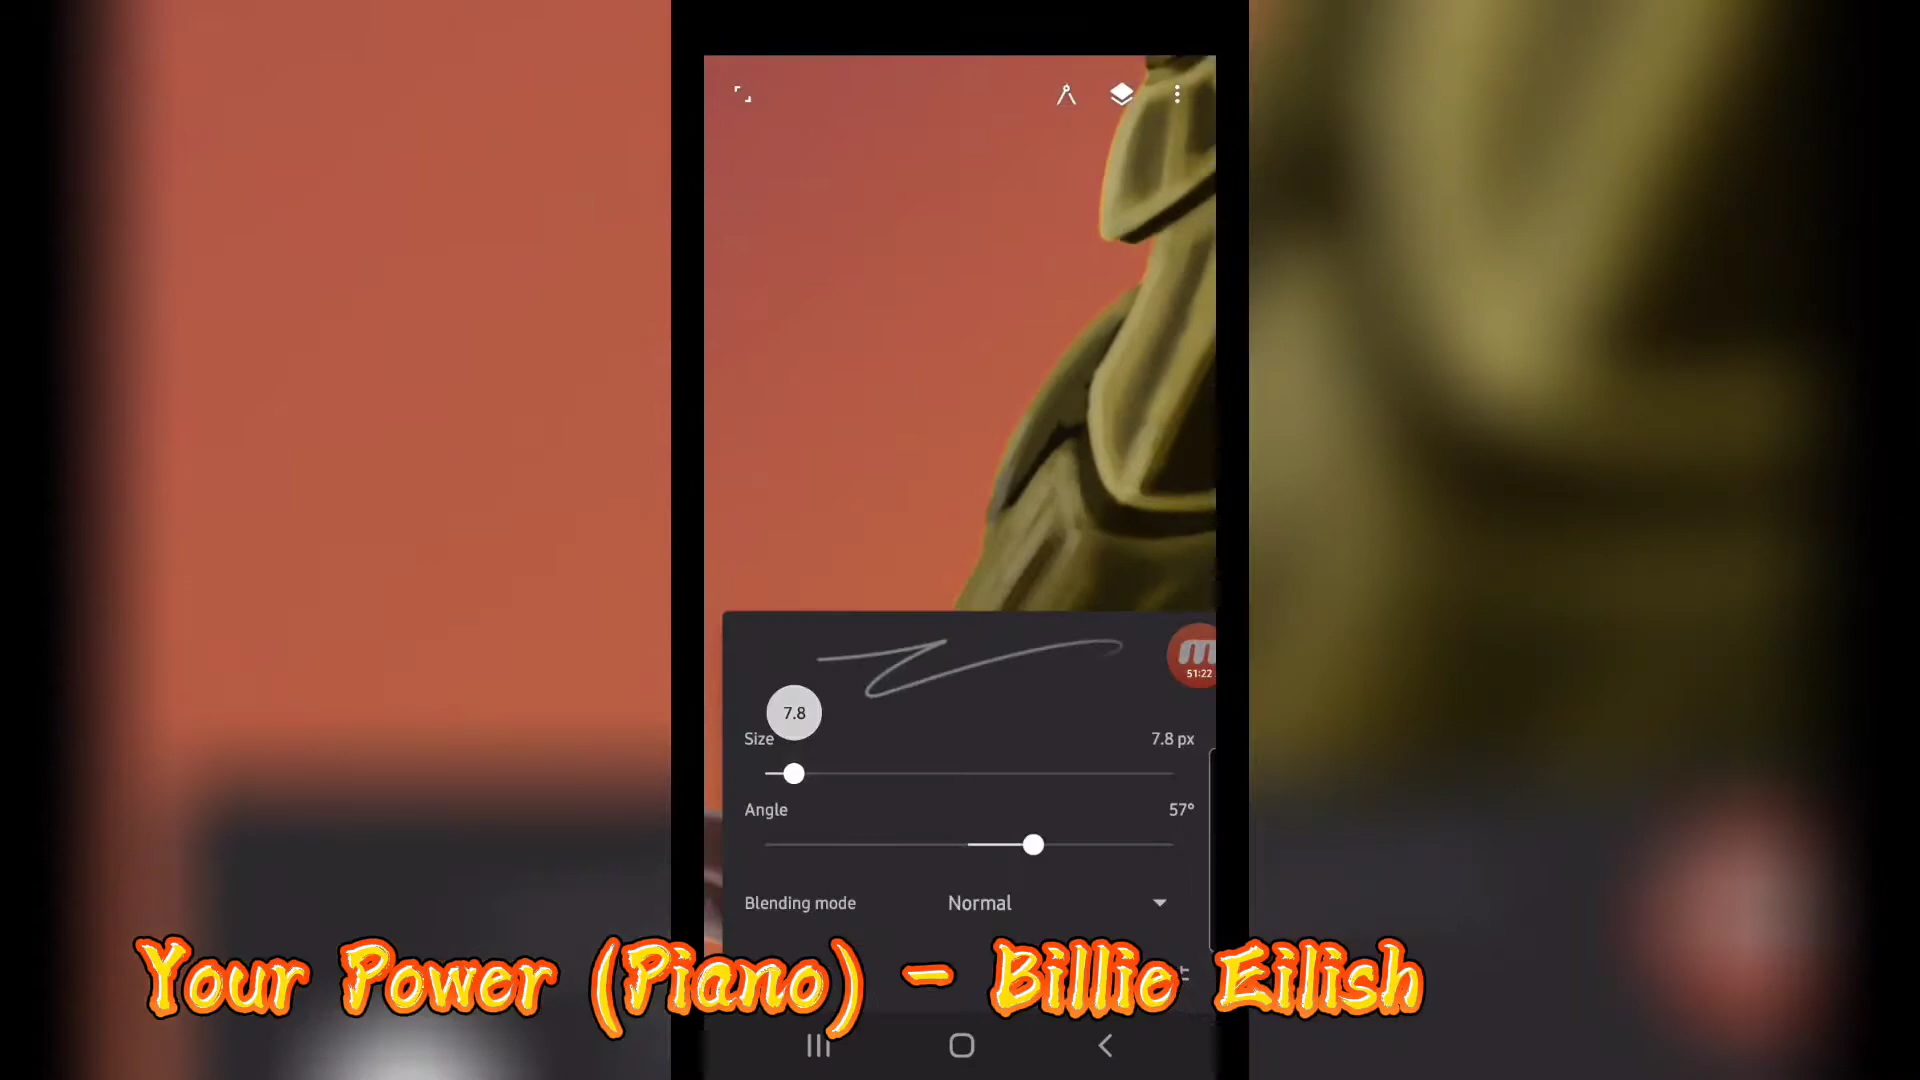 m
51:22
7.8
Size 7.8 px
Angle 57°
Blending mode Normal
Your Power (Piano) - Billie Eilish